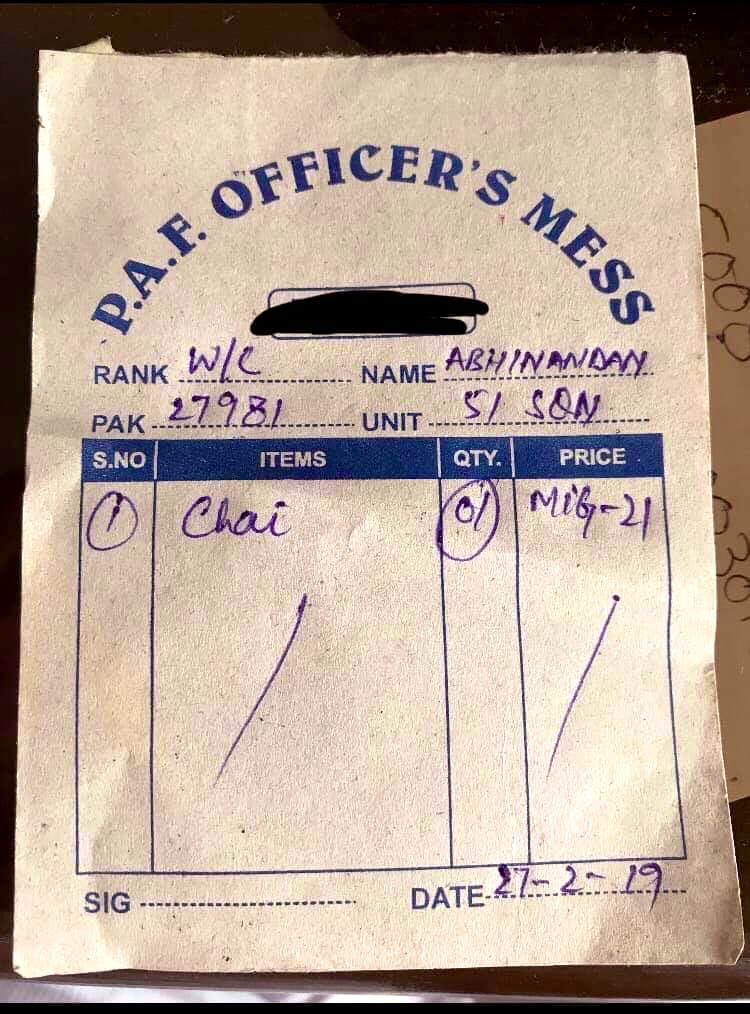 P.A.F. OFFICER'S MESS
RANK W/C NAME ABHINANDAN
PAK 27981 UNIT 51 SQN
S.NO ITEMS QTY. PRICE
1 Chai 01 MiG-21
SIG DATE 27-2-19